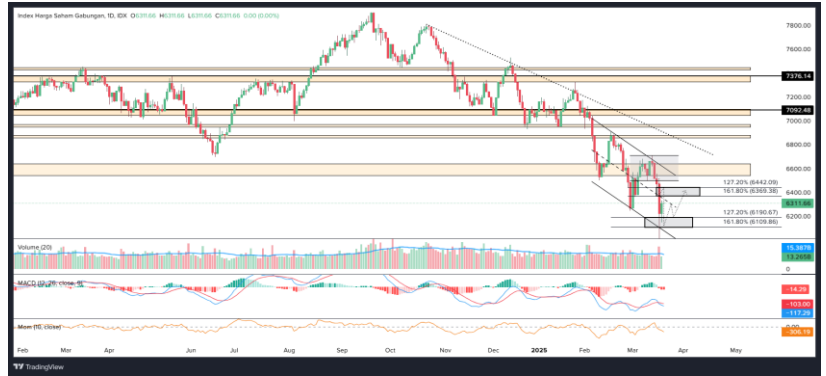 Index Harga Saham Gabungan, 1D, IDX O6311.66 H6311.66 L6311.66 C6311.66 0.00 (0.00%)
7800.00
7600.00
7376.14
7200.00
7092.48
7000.00
6800.00
6600.00
127.20% (6442.09)
6400.00
161.80% (6369.38)
6311.66
127.20% (6190.67)
6200.00
161.80% (6109.86)
Volume (20)
15.387B
13.265B
0
MACD (12, 26, close, 9)
-14.29
-103.00
-117.29
Mom (10, close)
0.00
-306.19
Feb Mar Apr Jun Jul Aug Sep Oct Nov Dec 2025 Feb Mar Apr May
TradingView